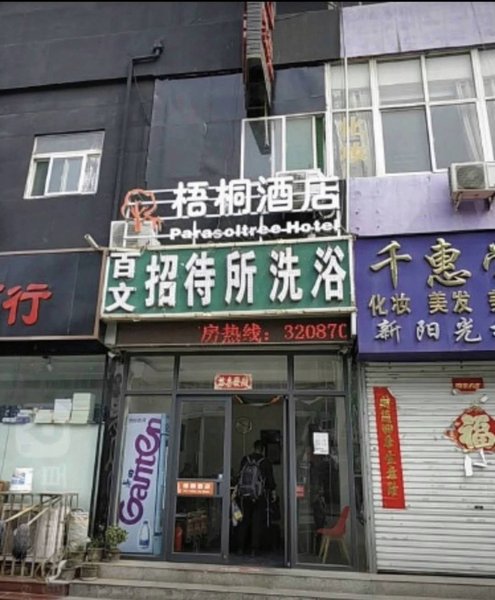 梧桐酒店
Parasoltree Hotel
百文
招待所洗浴
房热线：320870
行
千惠
化妆 美发
新阳光
Ganten
福